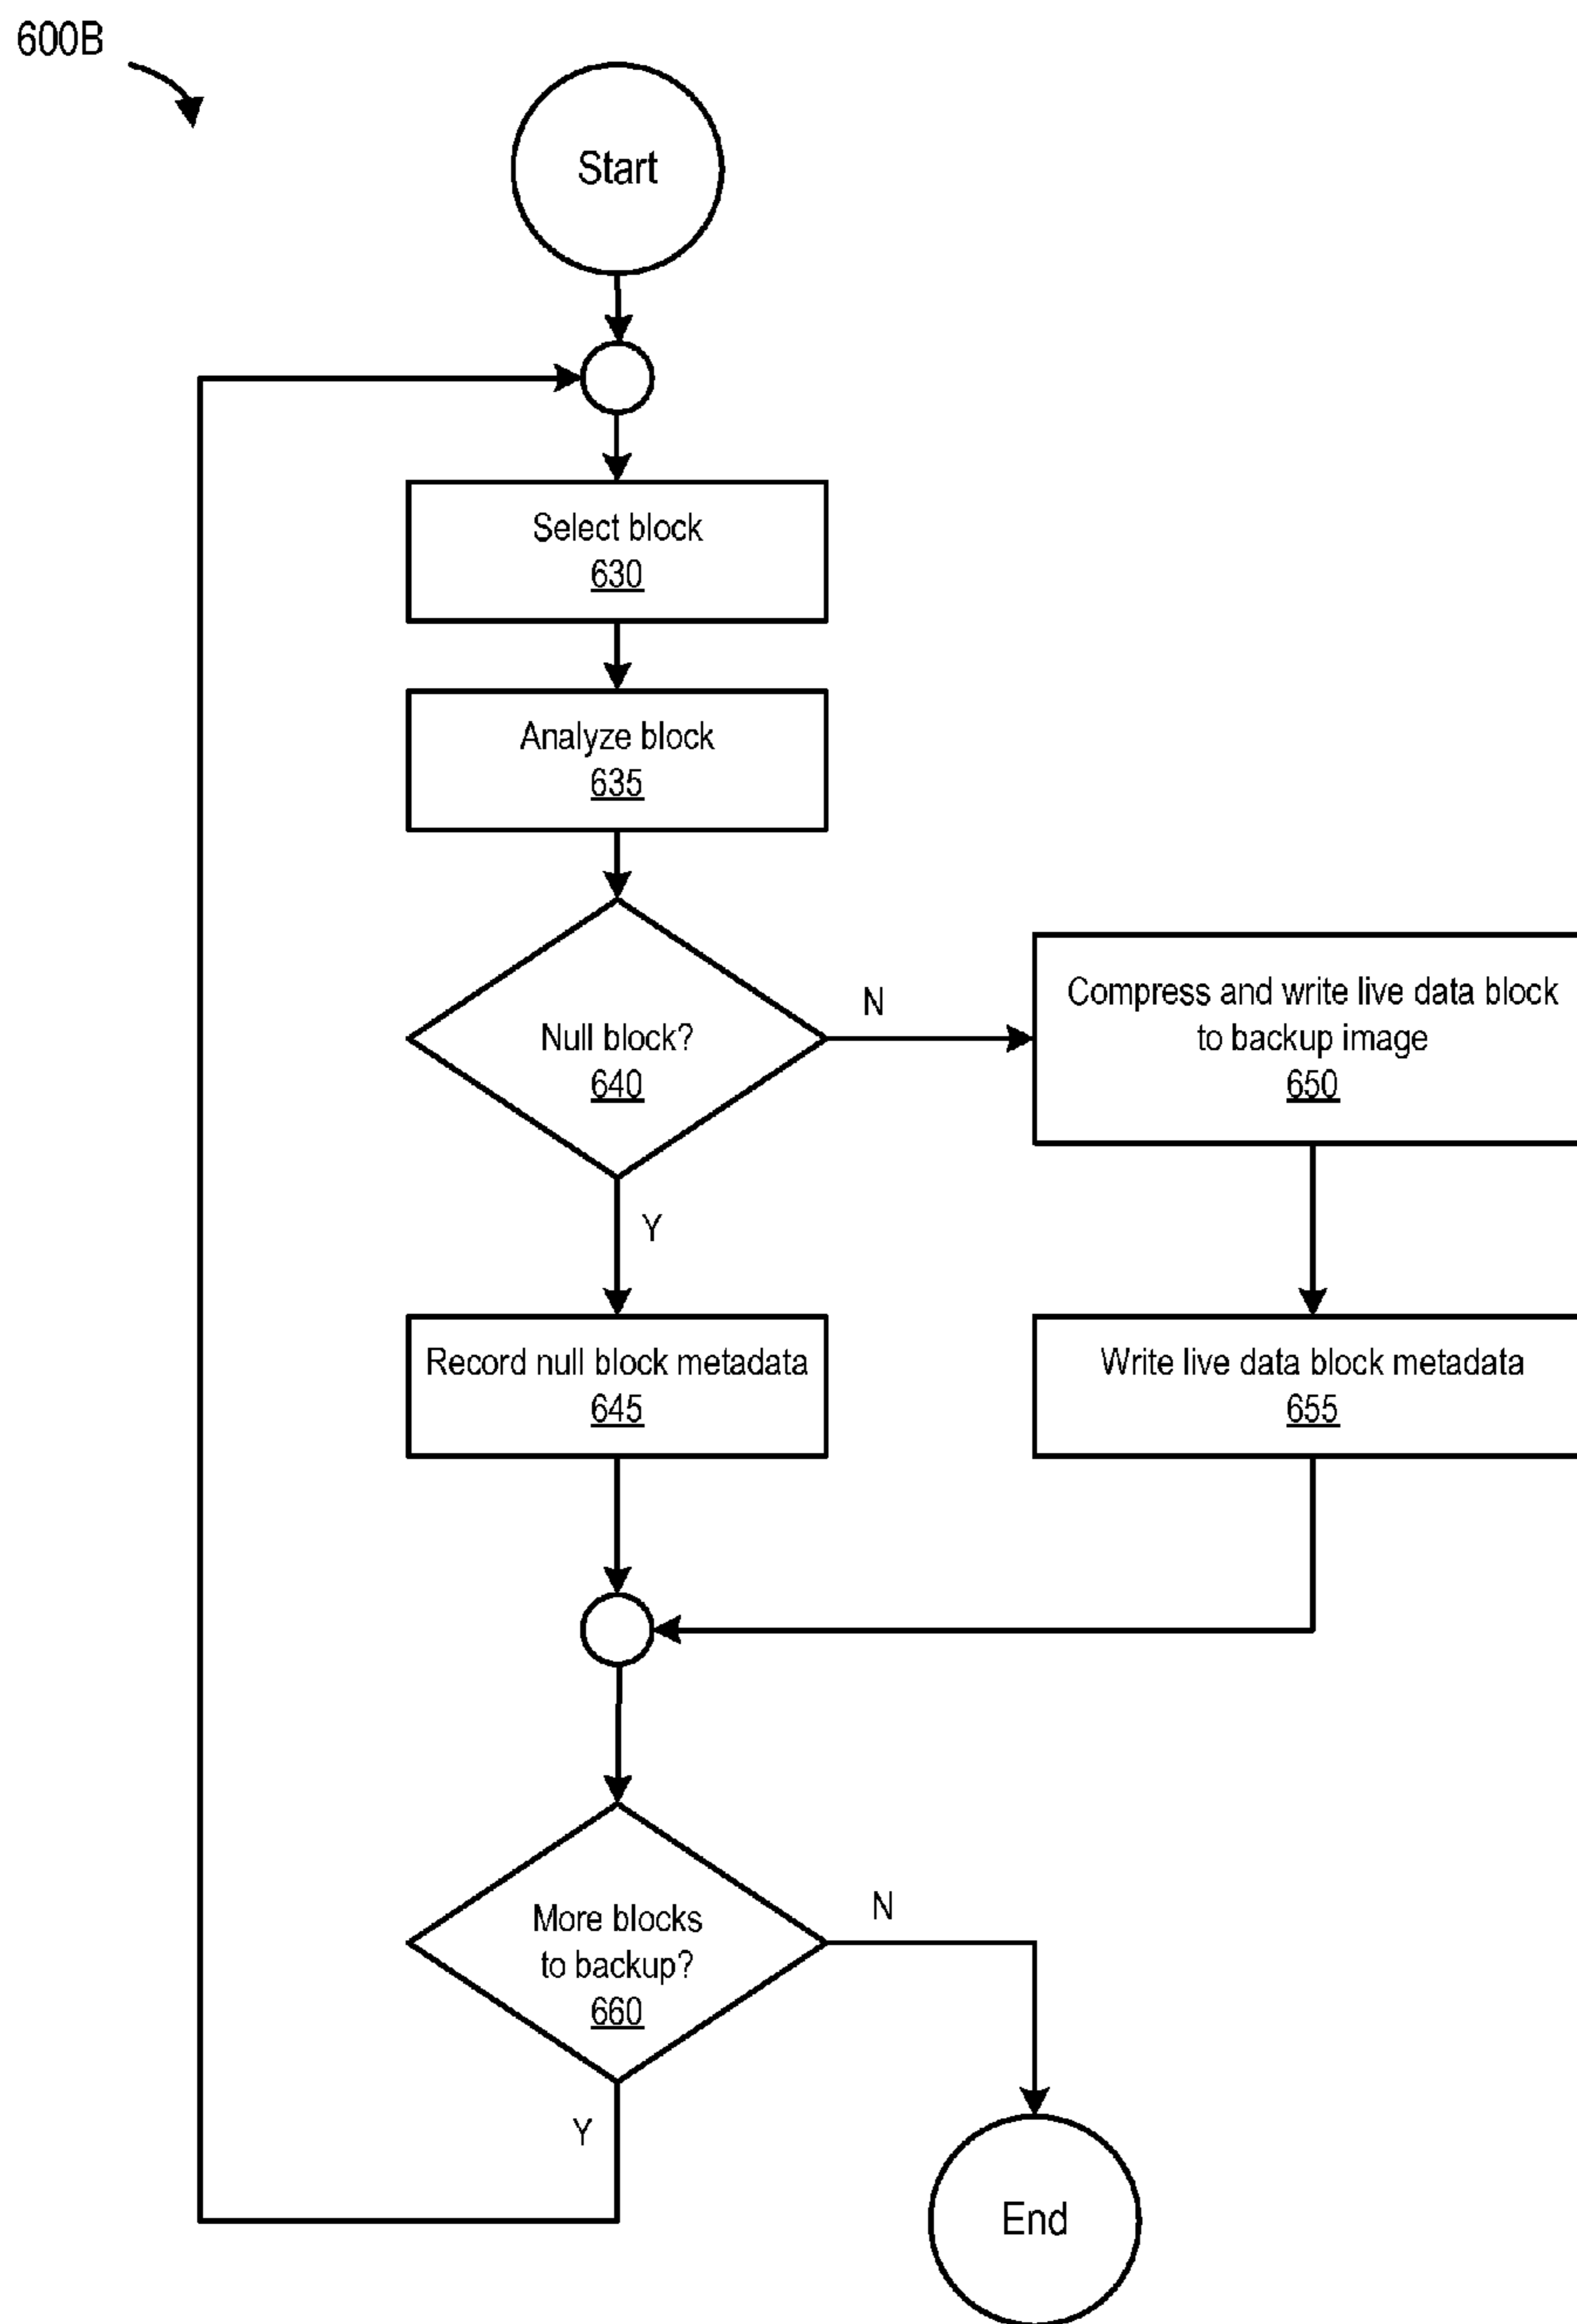 600B
Start
Select block
630
Analyze block
635
Null block?
640
N
Compress and write live data block
to backup image
650
Y
Record null block metadata
645
Write live data block metadata
655
More blocks
to backup?
660
N
Y
End